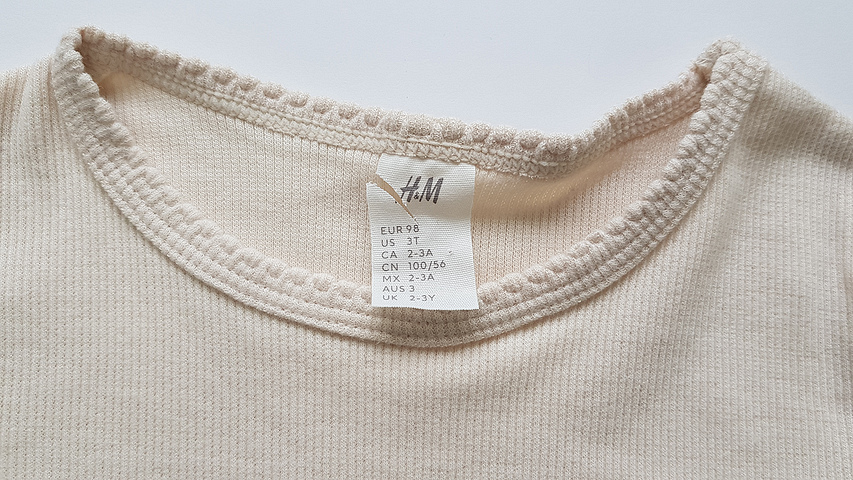 H&M
EUR 98
US 3T
CA 2-3A
CN 100/56
MX 2-3A
AUS 3
UK 2-3Y